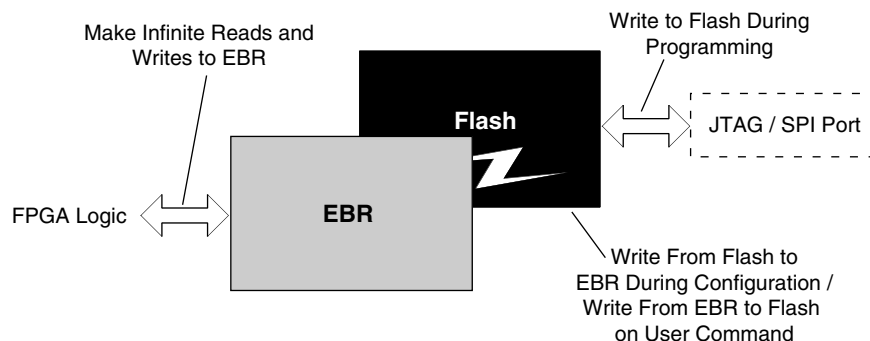 Make Infinite Reads and
Writes to EBR
Write to Flash During
Programming
Flash
JTAG / SPI Port
FPGA Logic
EBR
Write From Flash to
EBR During Configuration /
Write From EBR to Flash
on User Command